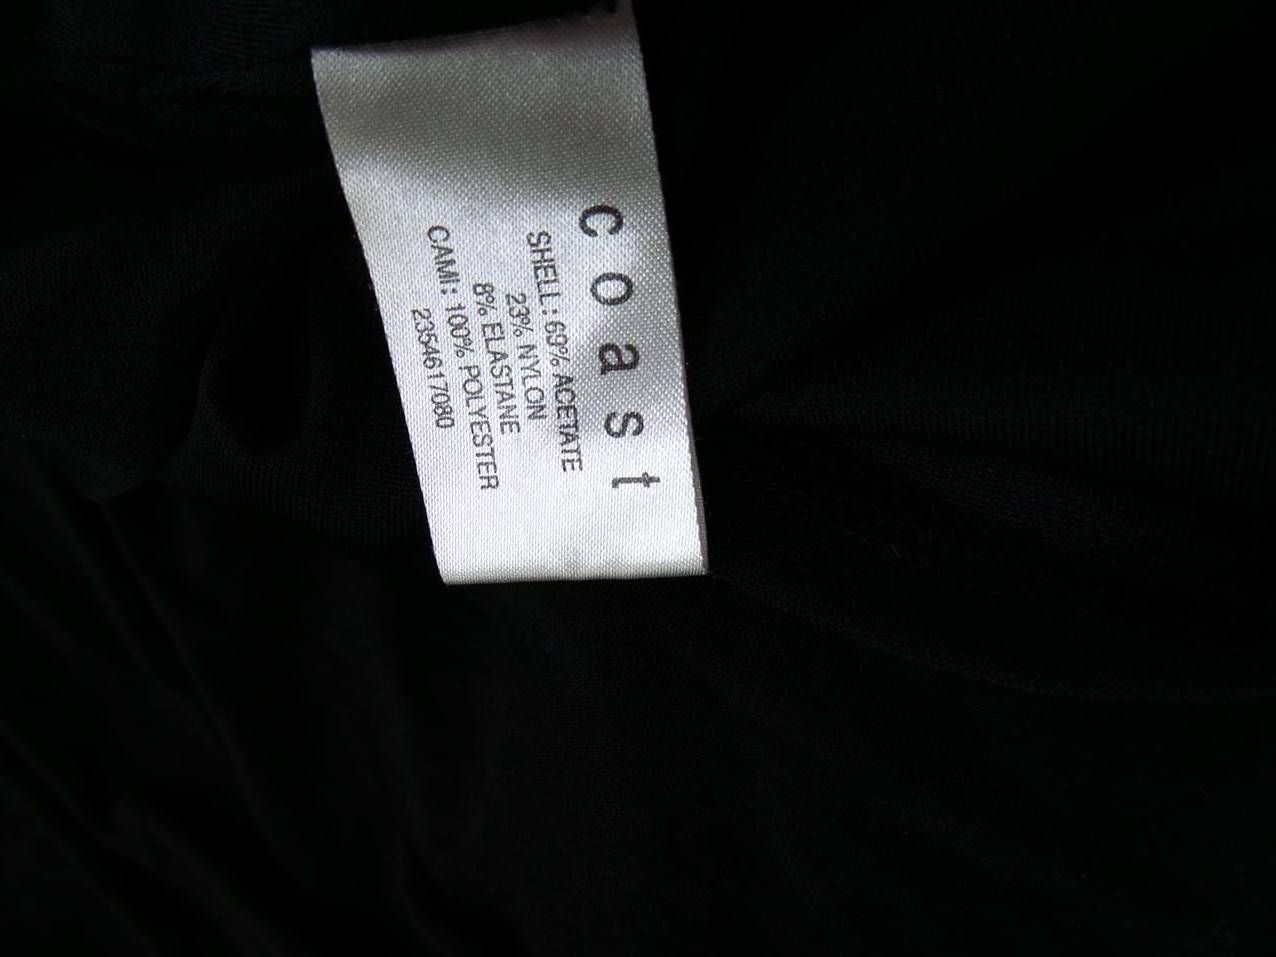 coast
SHELL: 69% ACETATE
23% NYLON
8% ELASTANE
CAMI: 100% POLYESTER
2354617080